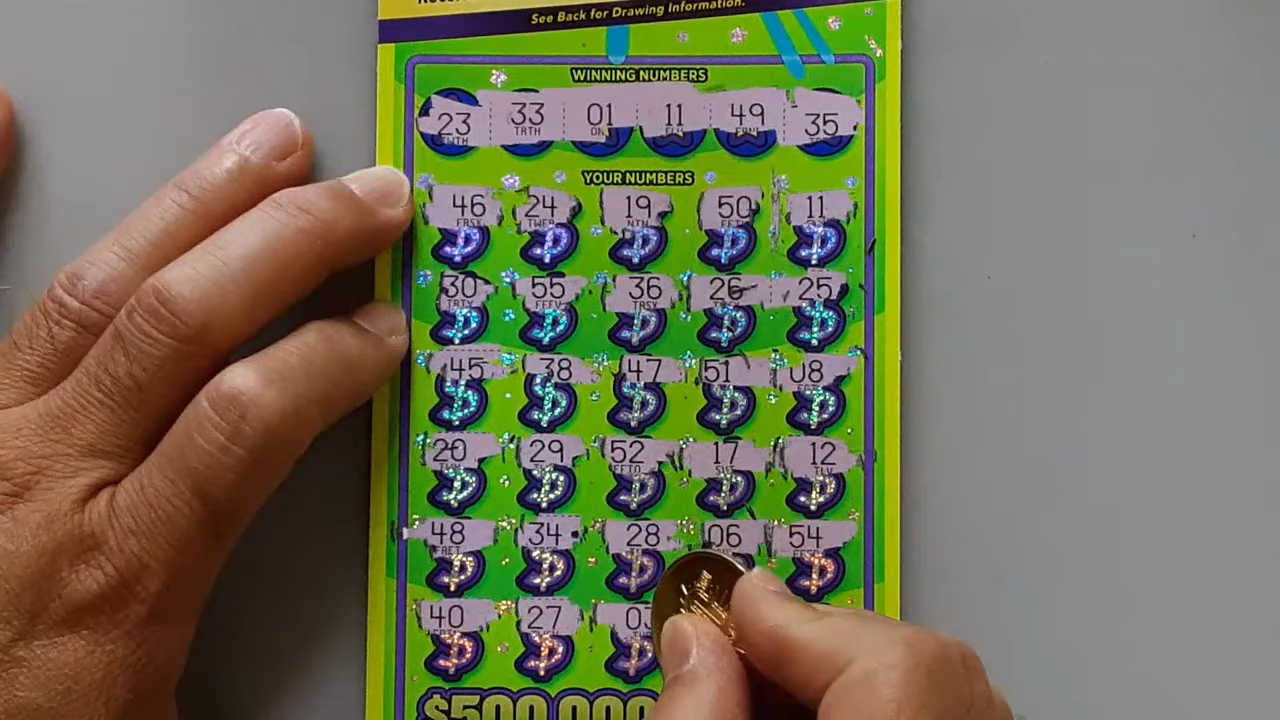 See Back for Drawing Information.
WINNING NUMBERS
23 33 01 11 49 35
TRTH
YOUR NUMBERS
46 24 19 50 11
30 55 36 26 25
45 38 47 51 08
20 29 52 17 12
48 34 28 06 54
40 27 03
$500,000